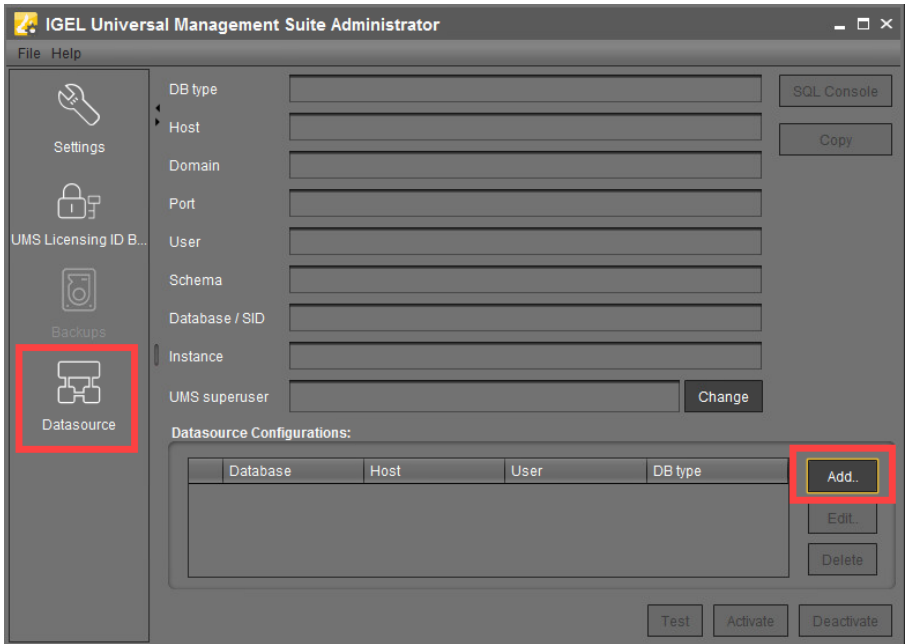 IGEL Universal Management Suite Administrator
File Help
Settings
UMS Licensing ID B...
Backups
Datasource
DB type
Host
Domain
Port
User
Schema
Database / SID
Instance
UMS superuser
Change
SQL Console
Copy
Datasource Configurations:
Database Host User DB type
Add..
Edit..
Delete
Test Activate Deactivate